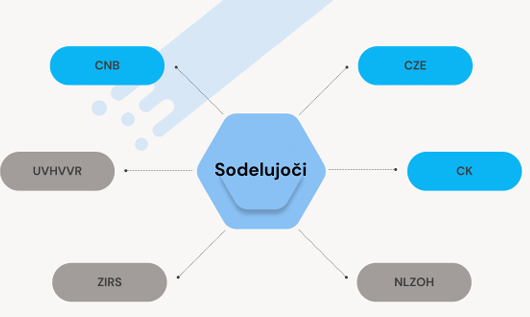 CNB
CZE
UVHVVR
Sodelujoči
CK
ZIRS
NLZOH